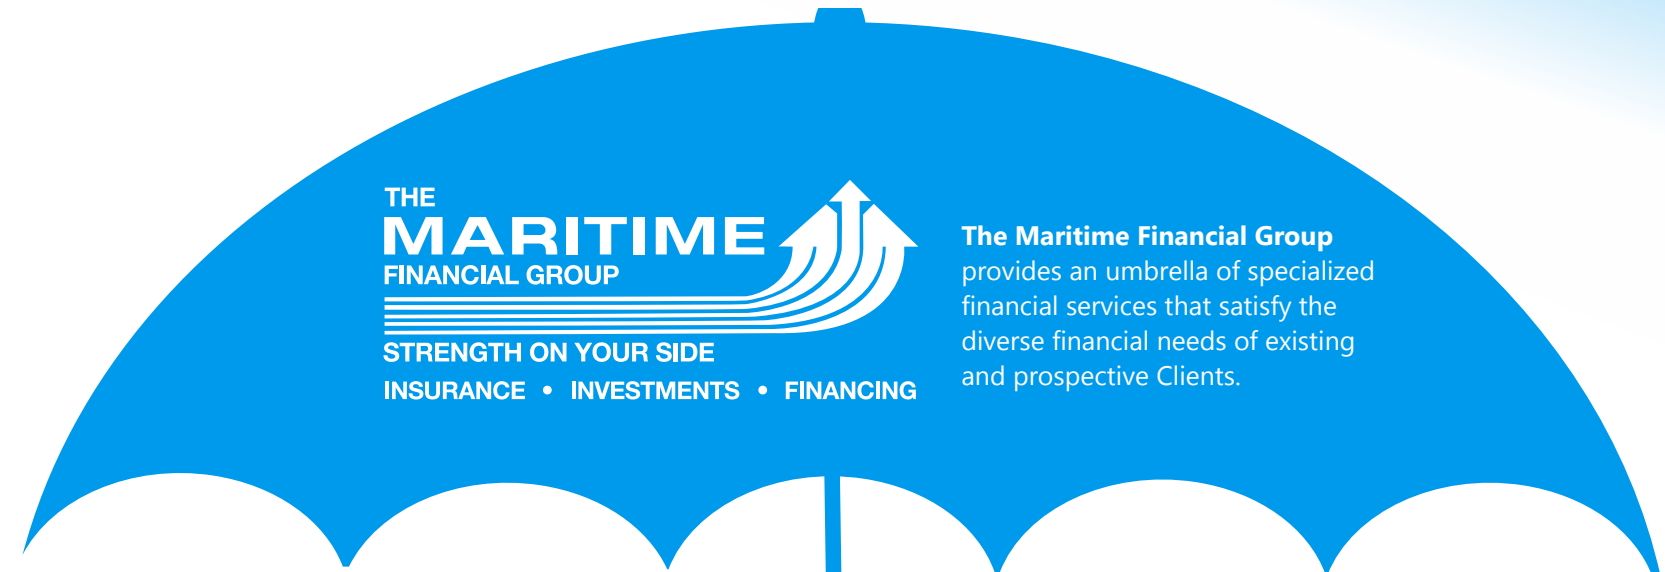 THE
MARITIME
FINANCIAL GROUP
STRENGTH ON YOUR SIDE
INSURANCE • INVESTMENTS • FINANCING
The Maritime Financial Group
provides an umbrella of specialized
financial services that satisfy the
diverse financial needs of existing
and prospective Clients.